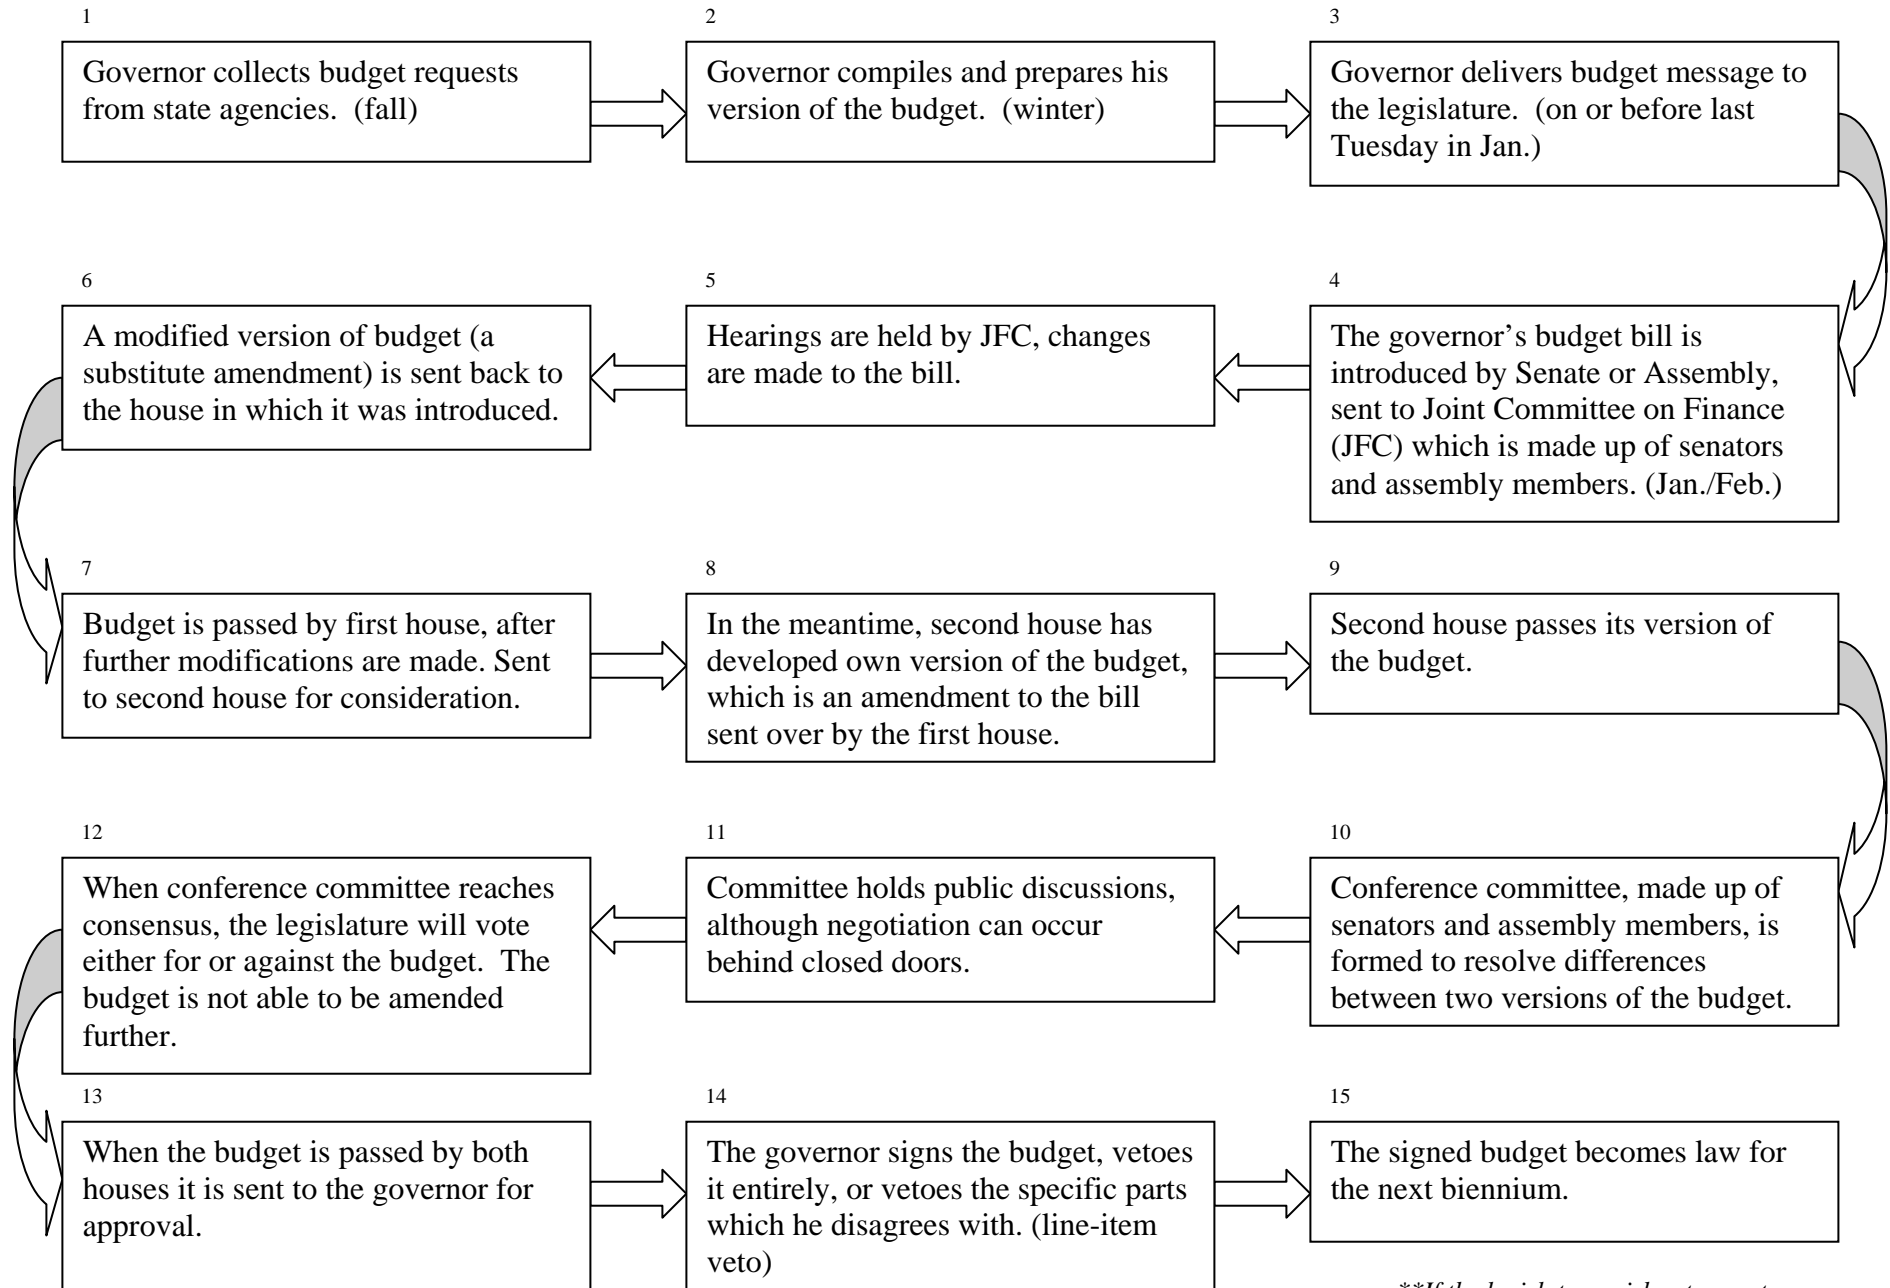 1
Governor collects budget requests
from state agencies.  (fall)
2
Governor compiles and prepares his
version of the budget.  (winter)
3
Governor delivers budget message to
the legislature.  (on or before last
Tuesday in Jan.)
4
The governor’s budget bill is
introduced by Senate or Assembly,
sent to Joint Committee on Finance
(JFC) which is made up of senators
and assembly members. (Jan./Feb.)
5
Hearings are held by JFC, changes
are made to the bill.
6
A modified version of budget (a
substitute amendment) is sent back to
the house in which it was introduced.
7
Budget is passed by first house, after
further modifications are made. Sent
to second house for consideration.
8
In the meantime, second house has
developed own version of the budget,
which is an amendment to the bill
sent over by the first house.
9
Second house passes its version of
the budget.
10
Conference committee, made up of
senators and assembly members, is
formed to resolve differences
between two versions of the budget.
11
Committee holds public discussions,
although negotiation can occur
behind closed doors.
12
When conference committee reaches
consensus, the legislature will vote
either for or against the budget.  The
budget is not able to be amended
further.
13
When the budget is passed by both
houses it is sent to the governor for
approval.
14
The governor signs the budget, vetoes
it entirely, or vetoes the specific parts
which he disagrees with. (line-item
veto)
15
The signed budget becomes law for
the next biennium.
**If the legislature